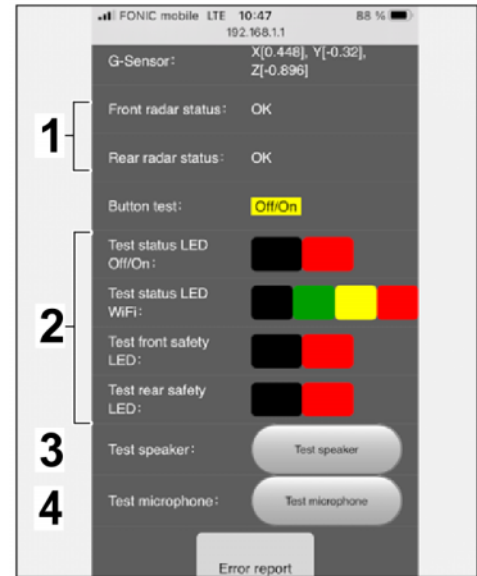 FONIC mobile LTE 10:47 88 %
192.168.1.1
G-Sensor: X[0.448], Y[-0.32],
Z[-0.896]
1
Front radar status: OK
Rear radar status: OK
Button test: Off/On
2
Test status LED
Off/On:
Test status LED
WiFi:
Test front safety
LED:
Test rear safety
LED:
3 Test speaker: Test speaker
4 Test microphone: Test microphone
Error report